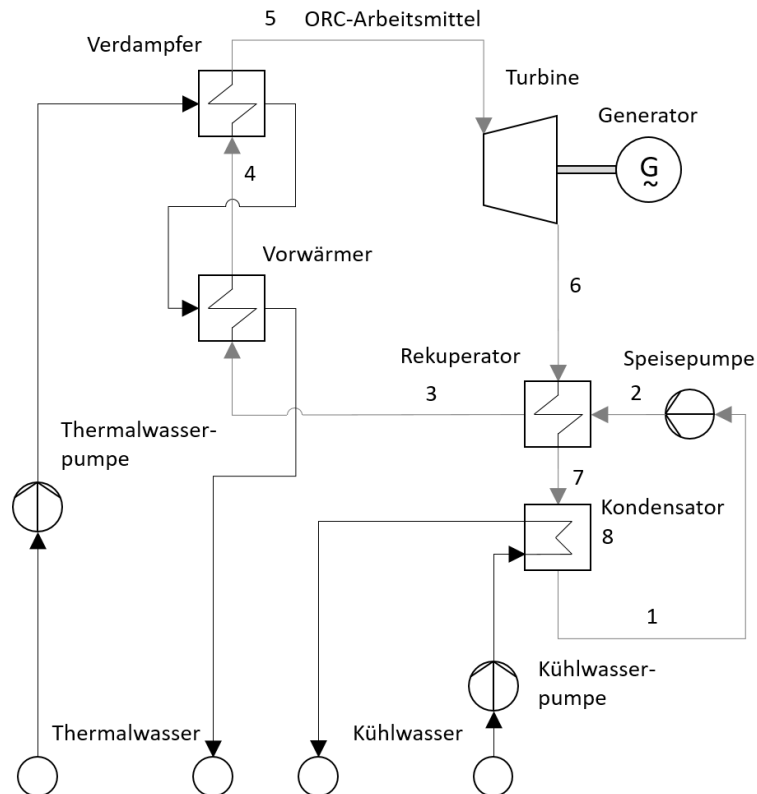 5 ORC-Arbeitsmittel
Verdampfer
Turbine
Generator
G
~
4
Vorwärmer
6
Rekuperator
Speisepumpe
3
2
Thermalwasser-
pumpe
7
Kondensator
8
1
Kühlwasser-
pumpe
Thermalwasser
Kühlwasser